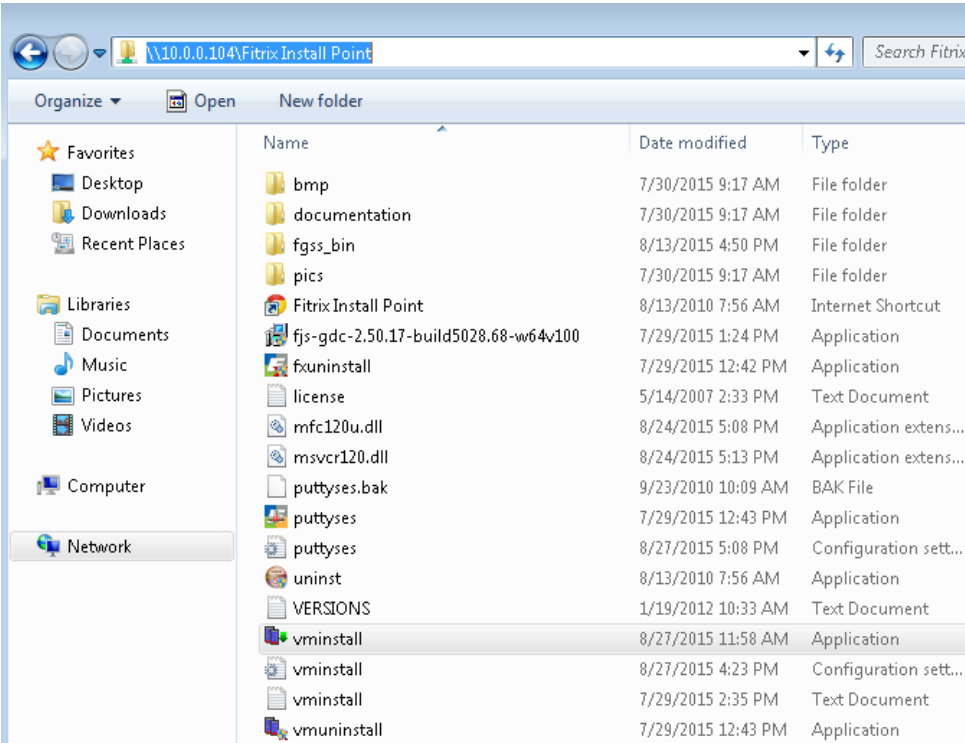 \\10.0.0.104\Fitrix Install Point
Search Fitrix
Organize Open New folder
Name Date modified Type
Favorites
Desktop
Downloads
Recent Places
Libraries
Documents
Music
Pictures
Videos
Computer
Network
bmp 7/30/2015 9:17 AM File folder
documentation 7/30/2015 9:17 AM File folder
fgss_bin 8/13/2015 4:50 PM File folder
pics 7/30/2015 9:17 AM File folder
Fitrix Install Point 8/13/2010 7:56 AM Internet Shortcut
fjs-gdc-2.50.17-build5028.68-w64v100 7/29/2015 1:24 PM Application
fxuninstall 7/29/2015 12:42 PM Application
license 5/14/2007 2:33 PM Text Document
mfc120u.dll 8/24/2015 5:08 PM Application extens...
msvcr120.dll 8/24/2015 5:13 PM Application extens...
puttyses.bak 9/23/2010 10:09 AM BAK File
puttyses 7/29/2015 12:43 PM Application
puttyses 8/27/2015 5:08 PM Configuration sett...
uninst 8/13/2010 7:56 AM Application
VERSIONS 1/19/2012 10:33 AM Text Document
vminstall 8/27/2015 11:58 AM Application
vminstall 8/27/2015 4:23 PM Configuration sett...
vminstall 7/29/2015 2:35 PM Text Document
vmuninstall 7/29/2015 12:43 PM Application